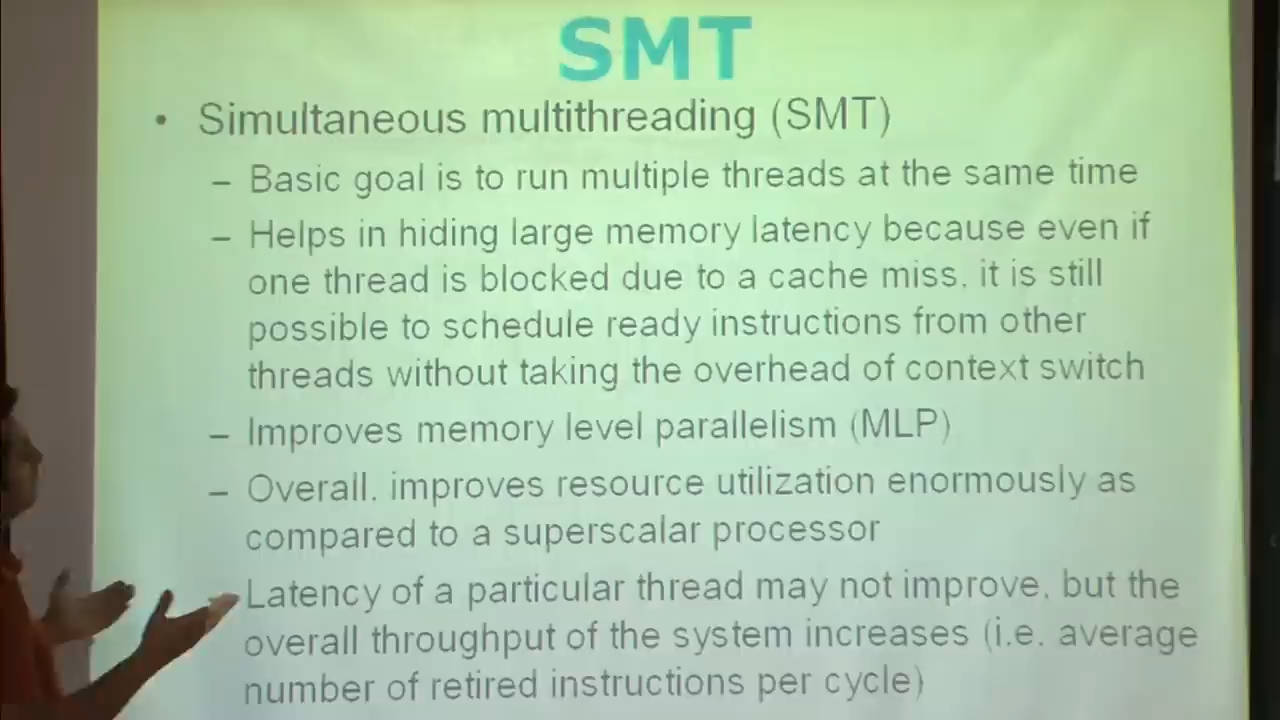 SMT
• Simultaneous multithreading (SMT)
– Basic goal is to run multiple threads at the same time
– Helps in hiding large memory latency because even if
one thread is blocked due to a cache miss, it is still
possible to schedule ready instructions from other
threads without taking the overhead of context switch
– Improves memory level parallelism (MLP)
– Overall, improves resource utilization enormously as
compared to a superscalar processor
Latency of a particular thread may not improve, but the
overall throughput of the system increases (i.e. average
number of retired instructions per cycle)